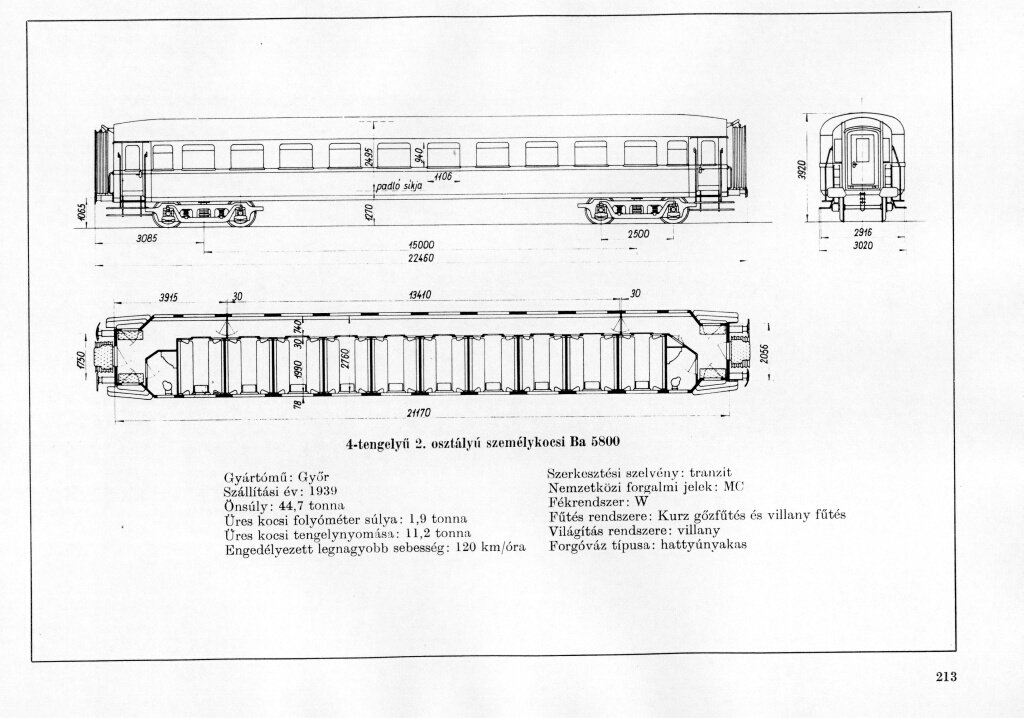 2495
940
1106
padló síkja
1065
1270
3920
3085
2500
2916
15000
3020
22460
3915
30
13410
30
740
30
1750
1990
2760
2056
78
21170
4-tengelyű 2. osztályú személykocsi Ba 5800
Gyártómű: Győr
Szállítási év: 1939
Önsúly: 44,7 tonna
Üres kocsi folyóméter súlya: 1,9 tonna
Üres kocsi tengelynyomása: 11,2 tonna
Engedélyezett legnagyobb sebesség: 120 km/óra
Szerkesztési szelvény: tranzit
Nemzetközi forgalmi jelek: MC
Fékrendszer: W
Fűtés rendszere: Kurz gőzfűtés és villany fűtés
Világítás rendszere: villany
Forgóváz típusa: hattyúnyakas
213